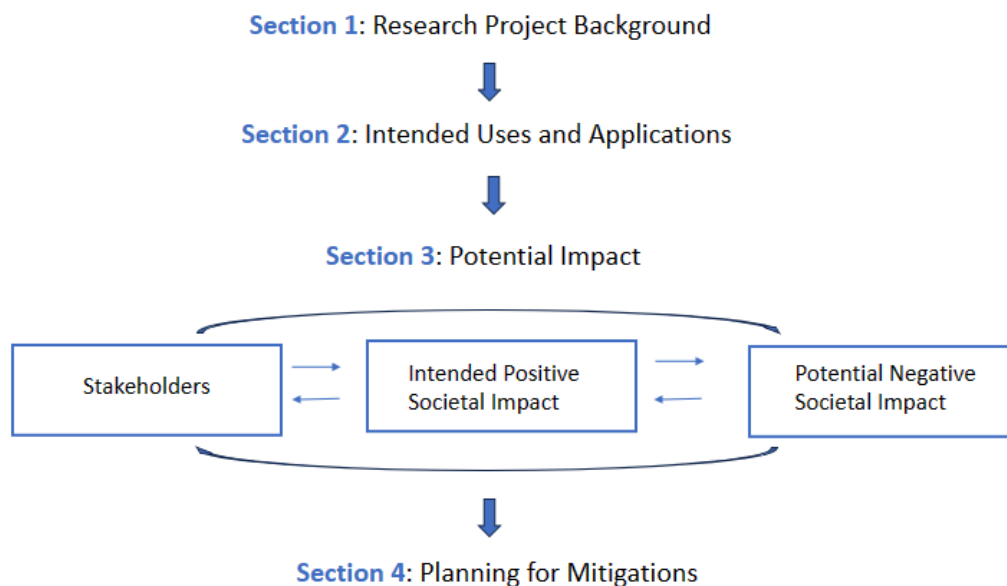 Section 1: Research Project Background
Section 2: Intended Uses and Applications
Section 3: Potential Impact
Stakeholders
Intended Positive
Societal Impact
Potential Negative
Societal Impact
Section 4: Planning for Mitigations